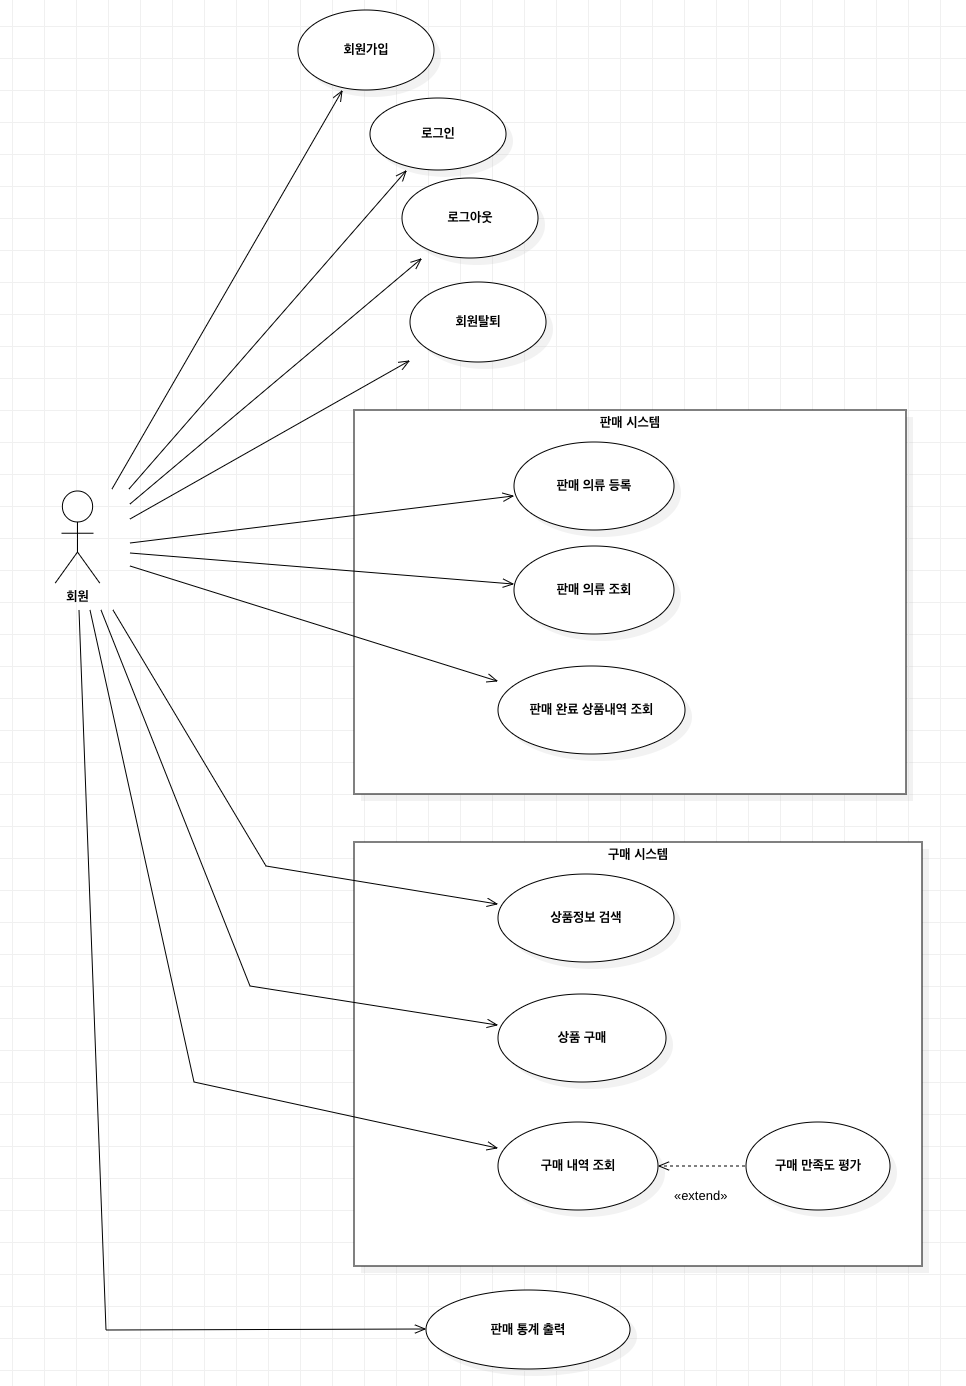 회원가입
로그인
로그아웃
회원탈퇴
판매 시스템
판매 의류 등록
판매 의류 조회
회원
판매 완료 상품내역 조회
구매 시스템
상품정보 검색
상품 구매
구매 내역 조회
구매 만족도 평가
«extend»
판매 통계 출력